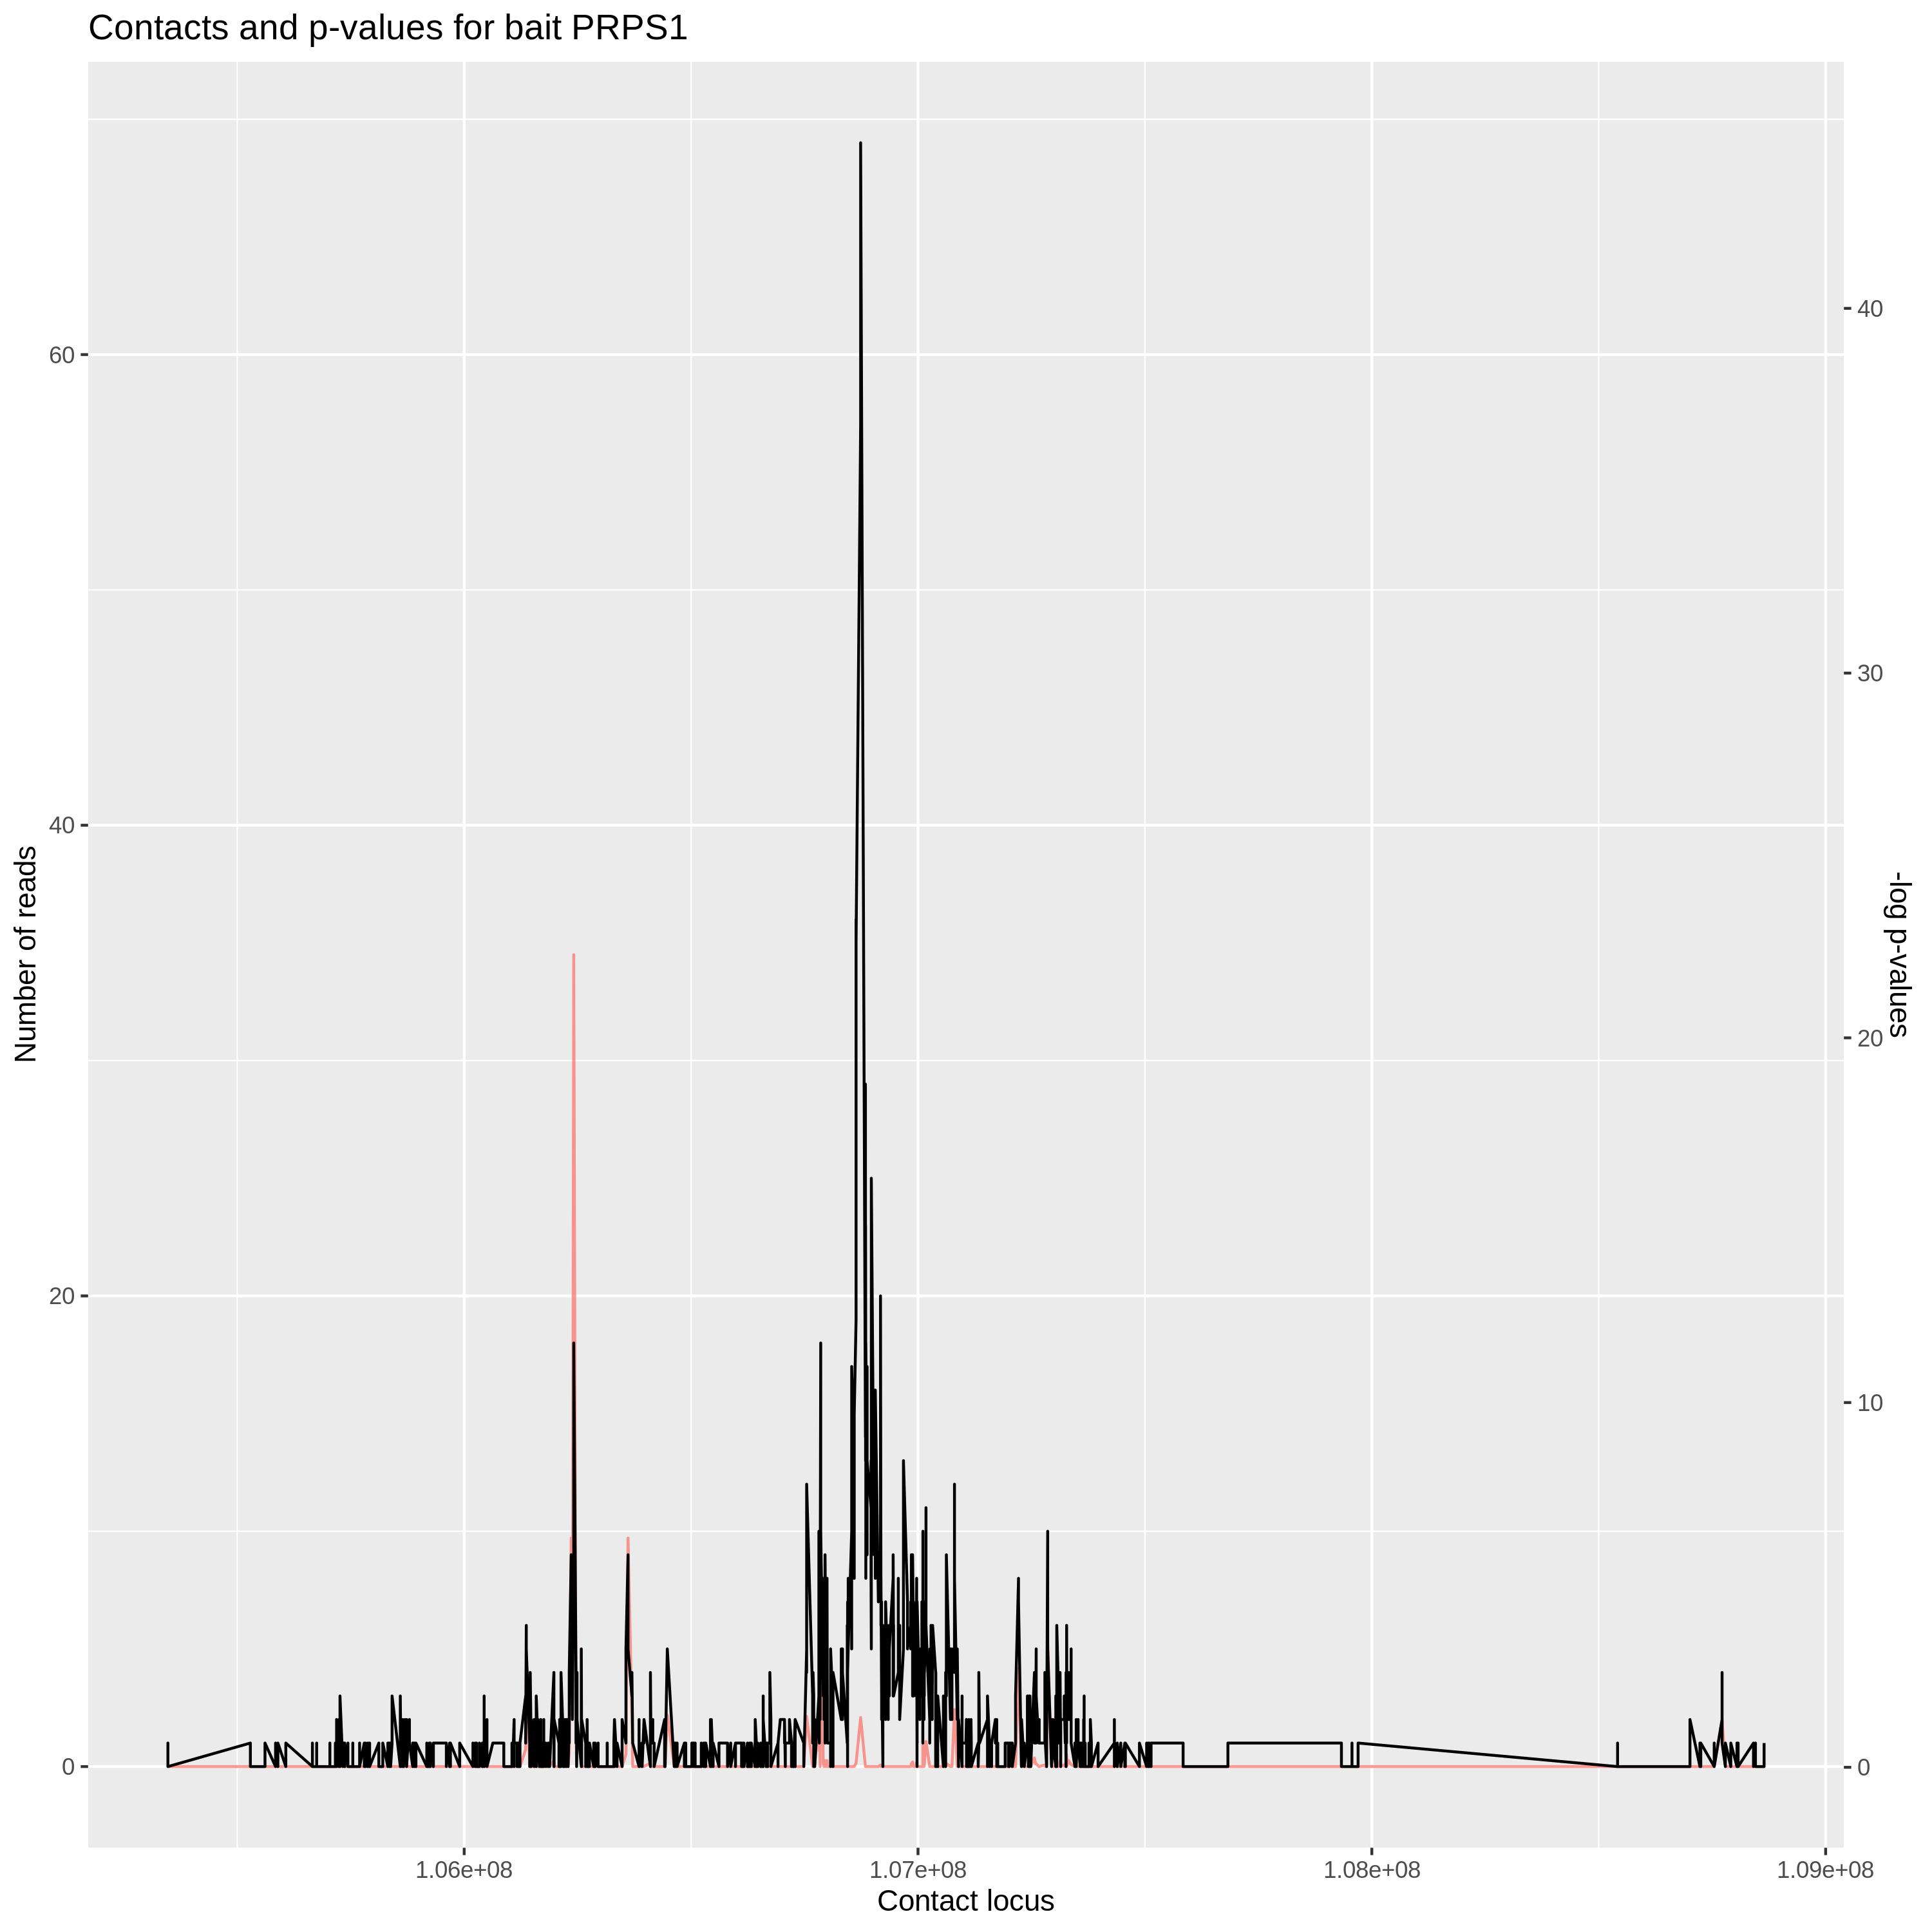 Contacts and p-values for bait PRPS1
Number of reads
60
40
20
0
40
30
20
10
0
-log p-values
1.06e+08
1.07e+08
1.08e+08
1.09e+08
Contact locus